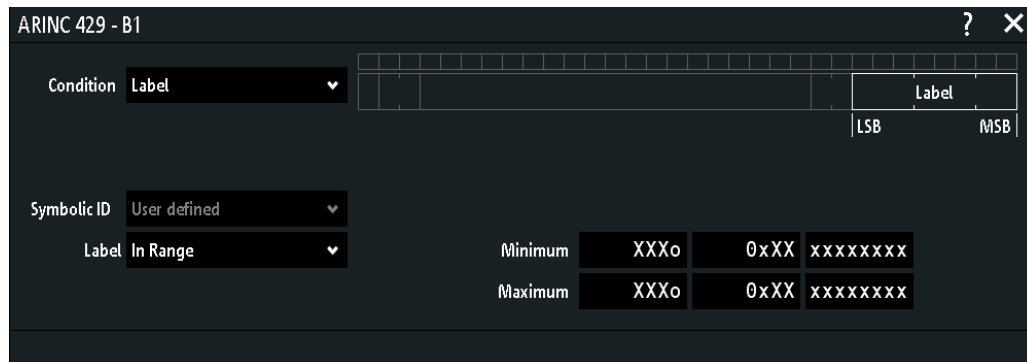 ARINC 429 - B1 ? ×
Condition Label
Label
LSB MSB
Symbolic ID User defined
Label In Range Minimum XXXo 0xXX xxxxxxxx
Maximum XXXo 0xXX xxxxxxxx